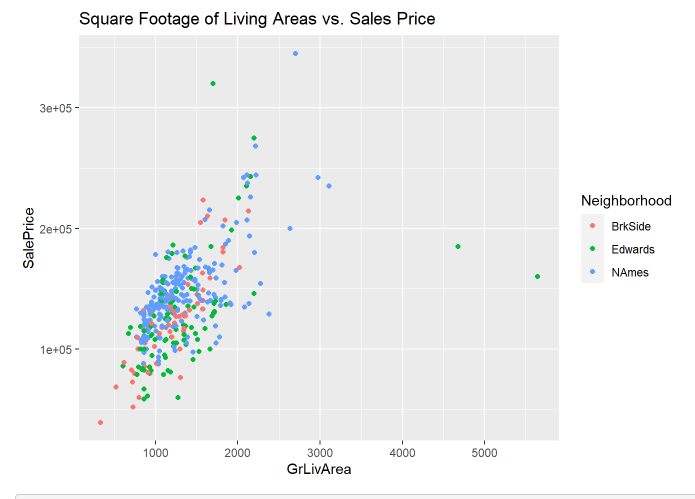 Square Footage of Living Areas vs. Sales Price
SalePrice
3e+05
2e+05
1e+05
1000 2000 3000 4000 5000
GrLivArea
Neighborhood
BrkSide
Edwards
NAmes